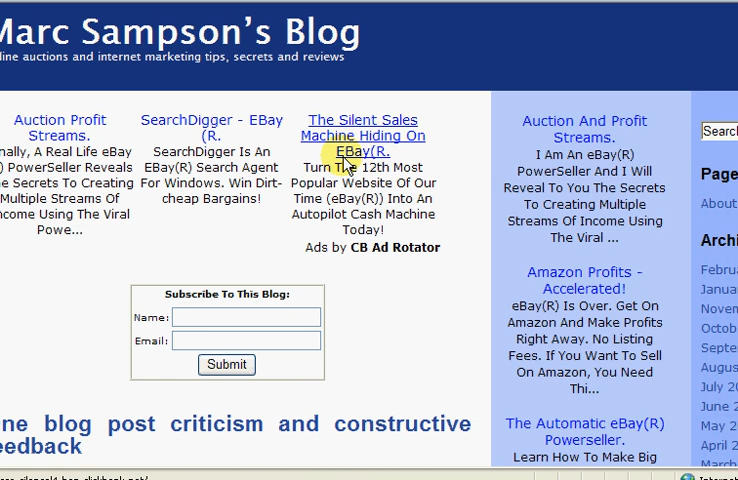 Marc Sampson's Blog
line auctions and internet marketing tips, secrets and reviews
Auction Profit
Streams.
nally, A Real Life eBay
) PowerSeller Reveals
e Secrets To Creating
Multiple Streams Of
ncome Using The Viral
Powe...
SearchDigger - EBay
(R.
SearchDigger Is An
EBay(R) Search Agent
For Windows. Win Dirt-
cheap Bargains!
The Silent Sales
Machine Hiding On
EBay(R.
Turn The 12th Most
Popular Website Of Our
Time (eBay(R)) Into An
Autopilot Cash Machine
Today!
Ads by CB Ad Rotator
Subscribe To This Blog:
Name:
Email:
Submit
ine blog post criticism and constructive
eedback
Auction And Profit
Streams.
I Am An eBay(R)
PowerSeller And I Will
Reveal To You The Secrets
To Creating Multiple
Streams Of Income Using
The Viral ...
Amazon Profits -
Accelerated!
eBay(R) Is Over. Get On
Amazon And Make Profits
Right Away. No Listing
Fees. If You Want To Sell
On Amazon, You Need
Thi...
The Automatic eBay(R)
Powerseller.
Learn How To Make Big
Search
Page
About
Archi
Februa
Janua
Novem
Octob
Septe
Augus
July 2
June 2
May 2
April 2
March
Internet